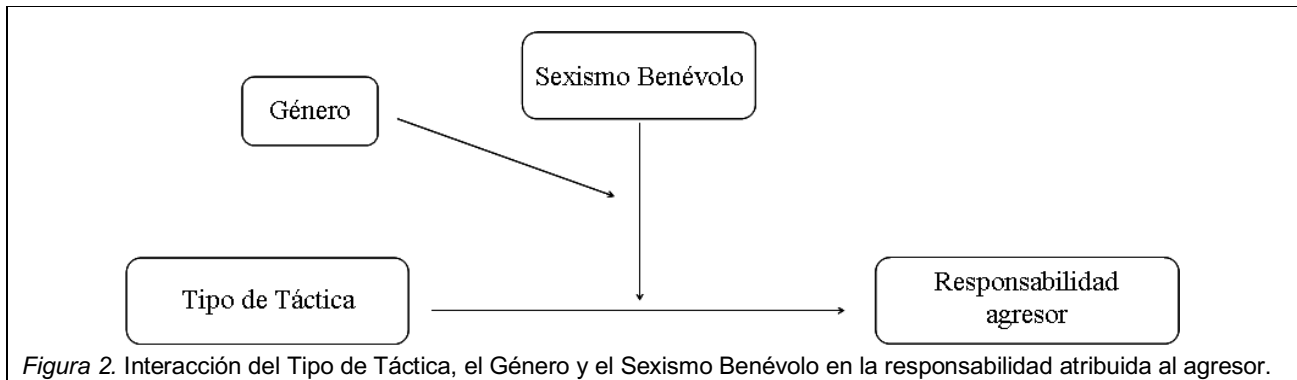 Sexismo Benévolo
Género
Tipo de Táctica
Responsabilidad
agresor
Figura 2. Interacción del Tipo de Táctica, el Género y el Sexismo Benévolo en la responsabilidad atribuida al agresor.